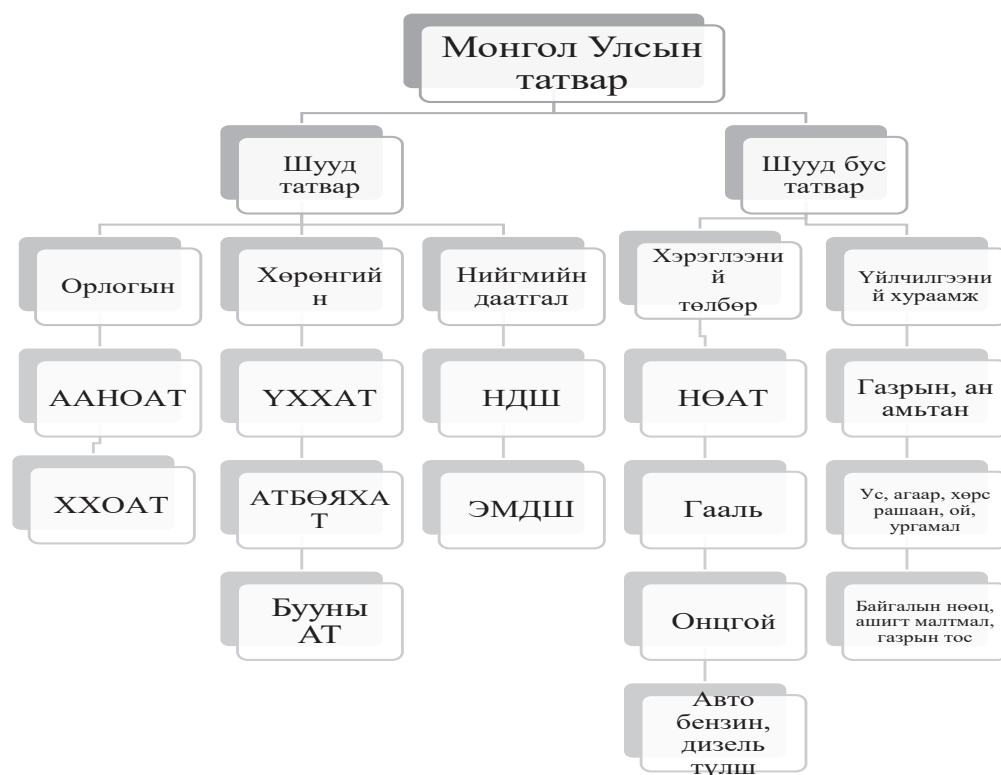 Монгол Улсын
татвар
Шууд
татвар
Шууд бус
татвар
Орлогын
Хөрөнгий
н
Нийгмийн
даатгал
Хэрэглээни
й
төлбөр
Үйлчилгээни
й хураамж
ААНОАТ
ҮХХАТ
НДШ
НӨАТ
Газрын, ан
амьтан
ХХОАТ
АТБӨЯХА
Т
ЭМДШ
Гааль
Ус, агаар, хөрс
рашаан, ой,
ургамал
Бууны
АТ
Онцгой
Байгалын нөөц,
ашигт малтмал,
газрын тос
Авто
бензин,
дизель
түлш